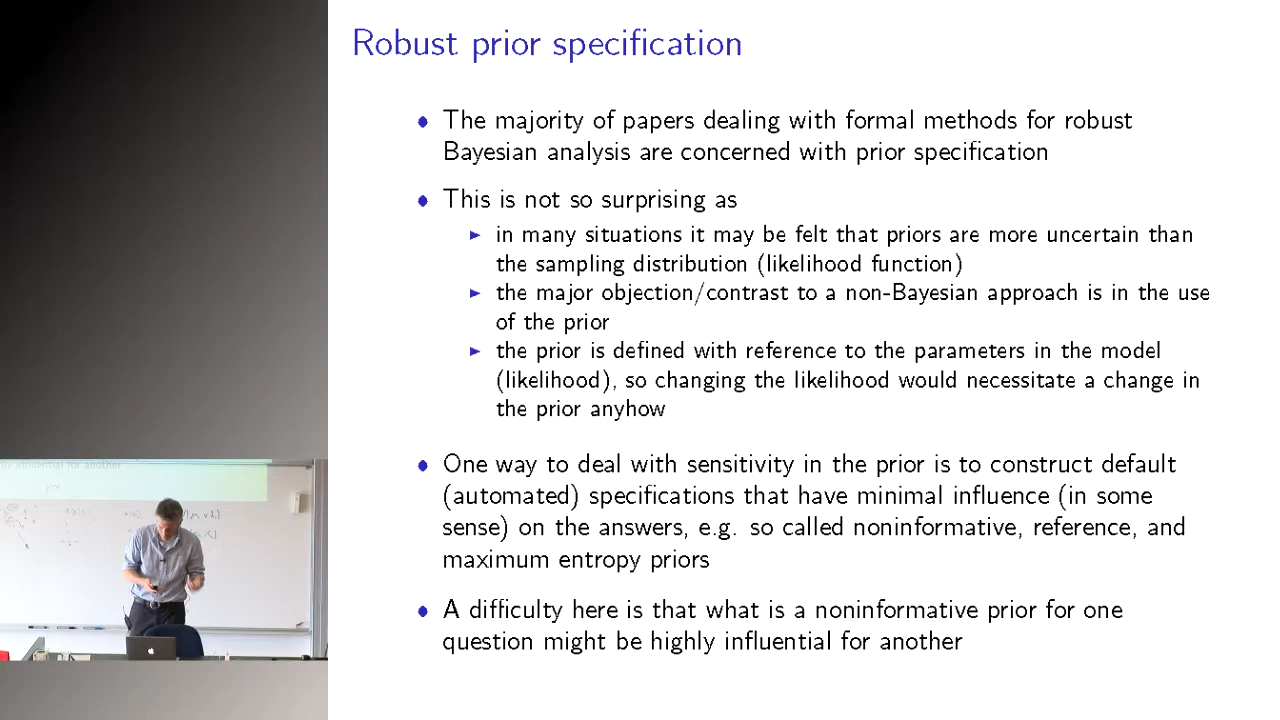 Robust prior specification
• The majority of papers dealing with formal methods for robust
Bayesian analysis are concerned with prior specification
• This is not so surprising as
► in many situations it may be felt that priors are more uncertain than
the sampling distribution (likelihood function)
► the major objection/contrast to a non-Bayesian approach is in the use
of the prior
► the prior is defined with reference to the parameters in the model
(likelihood), so changing the likelihood would necessitate a change in
the prior anyhow
• One way to deal with sensitivity in the prior is to construct default
(automated) specifications that have minimal influence (in some
sense) on the answers, e.g. so called noninformative, reference, and
maximum entropy priors
• A difficulty here is that what is a noninformative prior for one
question might be highly influential for another
influential for another